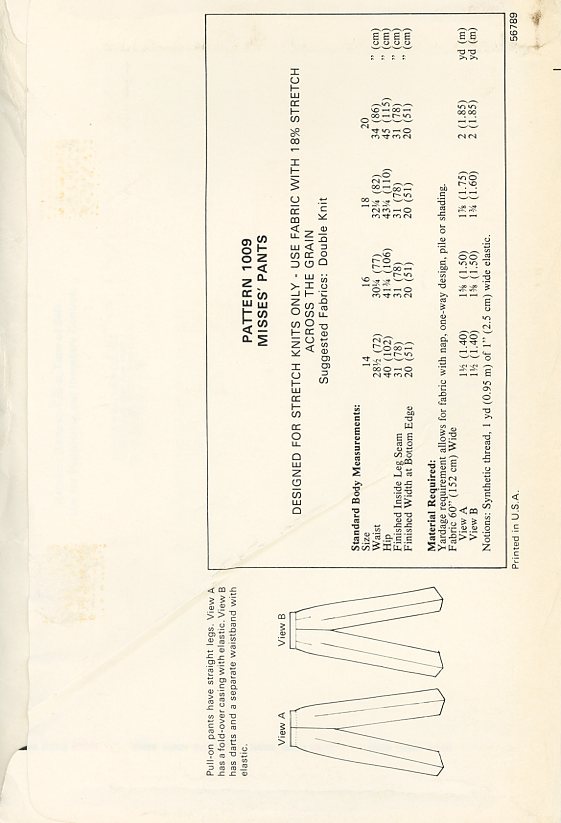 Pull-on pants have straight legs. View A
has a fold-over casing with elastic. View B
has darts and a separate waistband with
elastic.
View A
View B
PATTERN 1009
MISSES' PANTS
DESIGNED FOR STRETCH KNITS ONLY - USE FABRIC WITH 18% STRETCH
ACROSS THE GRAIN
Suggested Fabrics: Double Knit
Standard Body Measurements:
Size 14 16 18 20
Waist 28½ (72) 30¼ (77) 32¼ (82) 34 (86) " (cm)
Hip 40 (102) 41¾ (106) 43¼ (110) 45 (115) " (cm)
Finished Inside Leg Seam 31 (78) 31 (78) 31 (78) 31 (78) " (cm)
Finished Width at Bottom Edge 20 (51) 20 (51) 20 (51) 20 (51) " (cm)
Material Required:
Yardage requirement allows for fabric with nap, one-way design, pile or shading.
Fabric 60" (152 cm) Wide
View A 1½ (1.40) 1⅝ (1.50) 1⅞ (1.75) 2 (1.85) yd (m)
View B 1½ (1.40) 1⅝ (1.50) 1¾ (1.60) 2 (1.85) yd (m)
Notions: Synthetic thread, 1 yd (0.95 m) of 1" (2.5 cm) wide elastic.
Printed in U.S.A.
56789